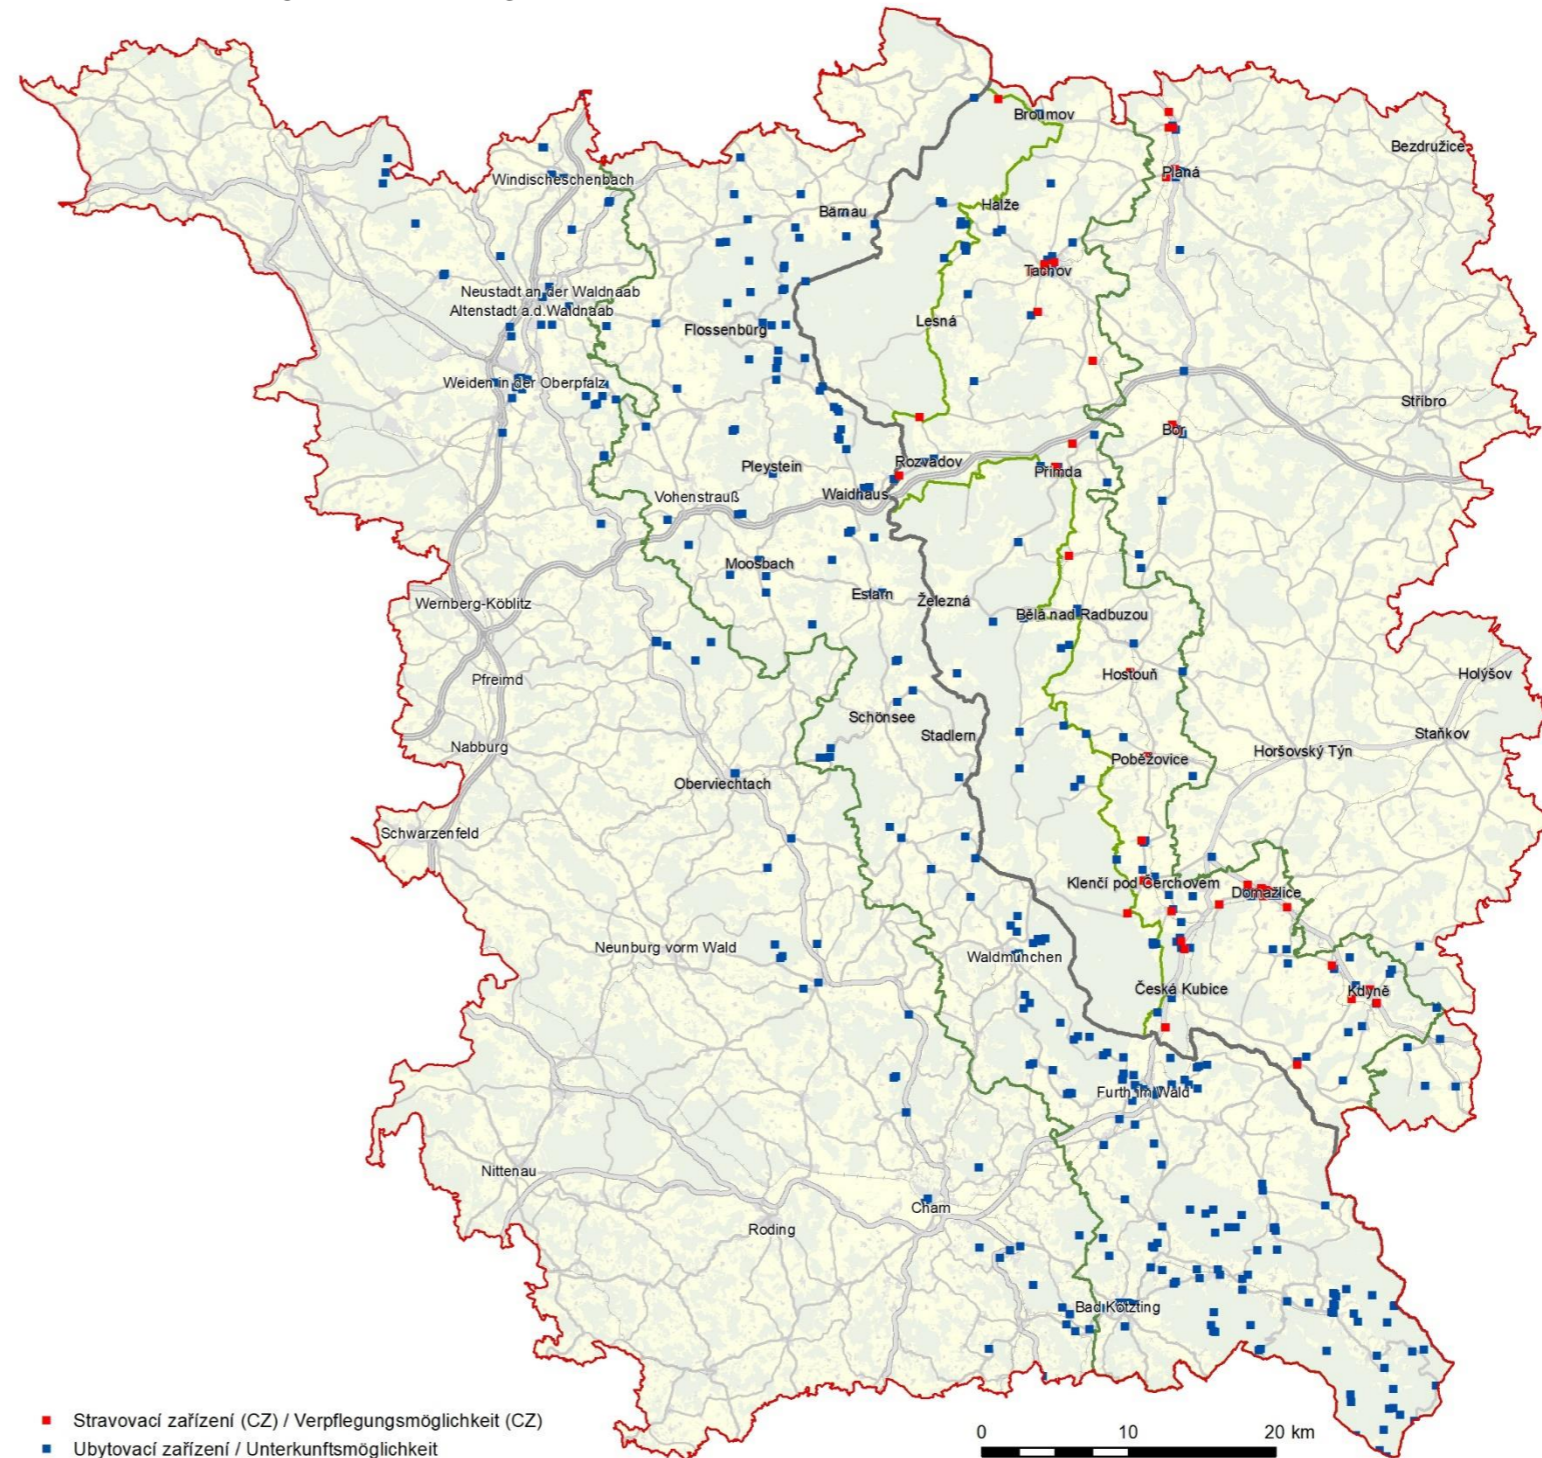 Broumov
Bezdružice
Planá
Windischeschenbach
Bärnau
Halže
Tachov
Neustadt an der Waldnaab
Altenstadt a.d.Waldnaab
Flossenbürg
Lesná
Weiden in der Oberpfalz
Stříbro
Bor
Rozvadov
Přimda
Pleystein
Waidhaus
Vohenstrauß
Moosbach
Eslarn
Železná
Wernberg-Köblitz
Bělá nad Radbuzou
Hostouň
Holýšov
Pfreimd
Schönsee
Stadlern
Staňkov
Nabburg
Horšovský Týn
Poběžovice
Oberviechtach
Schwarzenfeld
Klenčí pod Čerchovem
Domažlice
Neunburg vorm Wald
Waldmünchen
Česká Kubice
Kdyně
Furth im Wald
Nittenau
Cham
Roding
Bad Kötzting
Stravovací zařízení (CZ) / Verpflegungsmöglichkeit (CZ)
Ubytovací zařízení / Unterkunftsmöglichkeit
0 10 20 km